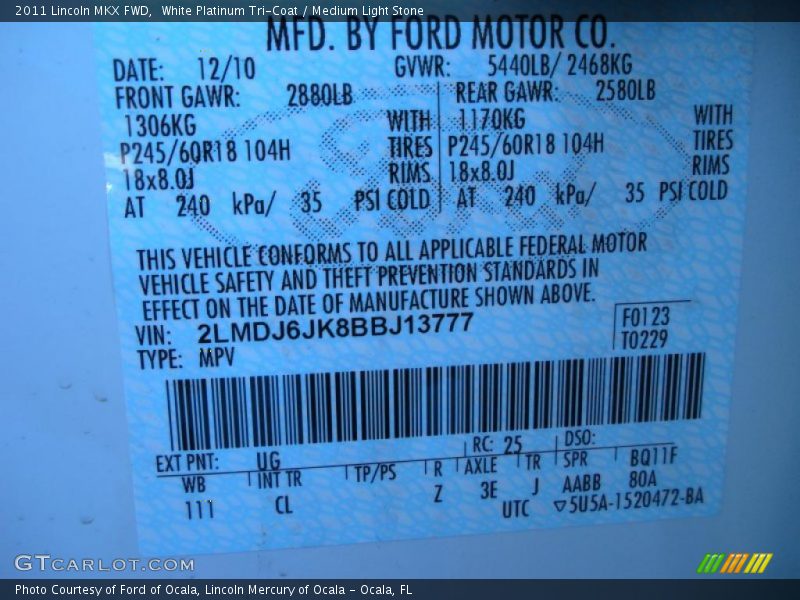 2011 Lincoln MKX FWD, White Platinum Tri-Coat / Medium Light Stone
MFD. BY FORD MOTOR CO.
DATE: 12/10 GVWR: 5440LB/ 2468KG
FRONT GAWR: 2880LB REAR GAWR: 2580LB
1306KG WITH 1170KG WITH
P245/60R18 104H TIRES P245/60R18 104H TIRES
18x8.0J RIMS 18x8.0J RIMS
AT 240 kPa/ 35 PSI COLD AT 240 kPa/ 35 PSI COLD
THIS VEHICLE CONFORMS TO ALL APPLICABLE FEDERAL MOTOR
VEHICLE SAFETY AND THEFT PREVENTION STANDARDS IN
EFFECT ON THE DATE OF MANUFACTURE SHOWN ABOVE.
VIN: 2LMDJ6JK8BBJ13777 F0123
TYPE: MPV T0229
EXT PNT: UG RC: 25 DSO:
WB INT TR TP/PS R AXLE TR SPR BQ11F
111 CL Z 3E J AABB 80A
UTC ▽5U5A-1520472-BA
GTCARLOT.COM
Photo Courtesy of Ford of Ocala, Lincoln Mercury of Ocala - Ocala, FL